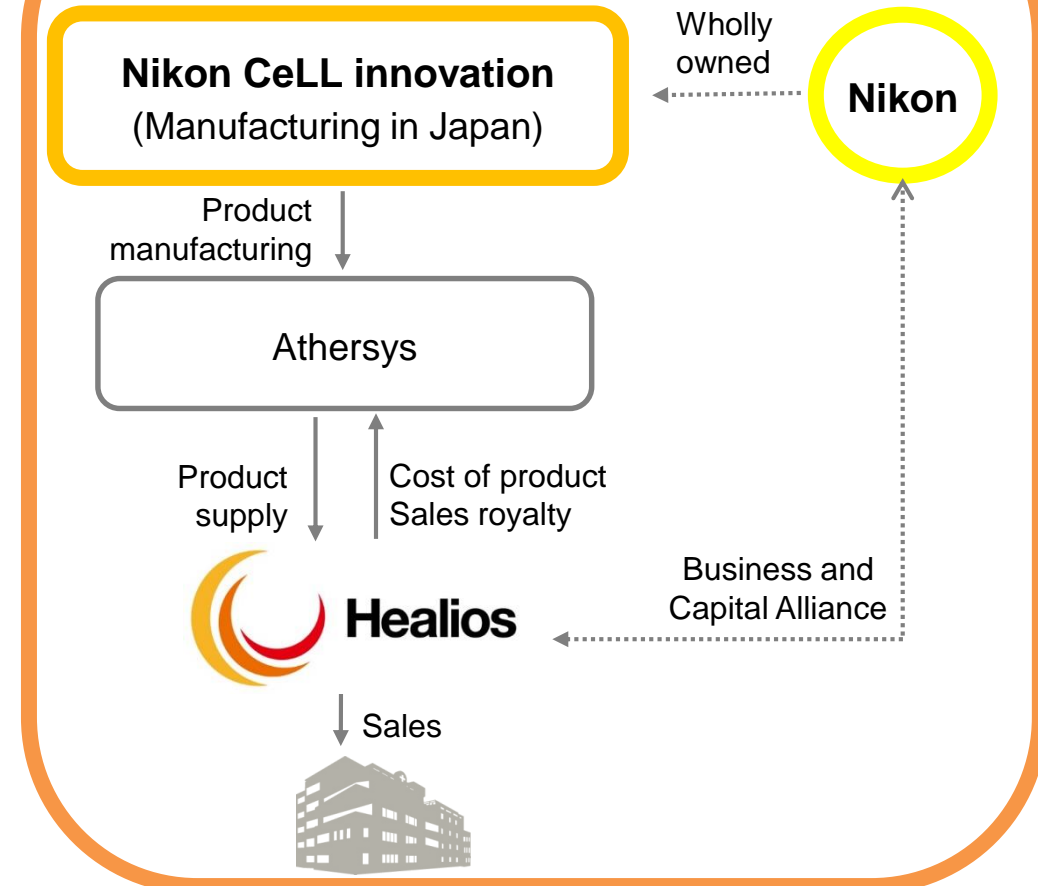 Wholly
owned
Nikon CeLL innovation
(Manufacturing in Japan)
Nikon
Product
manufacturing
Athersys
Product
supply
Cost of product
Sales royalty
Business and
Capital Alliance
Healios
Sales